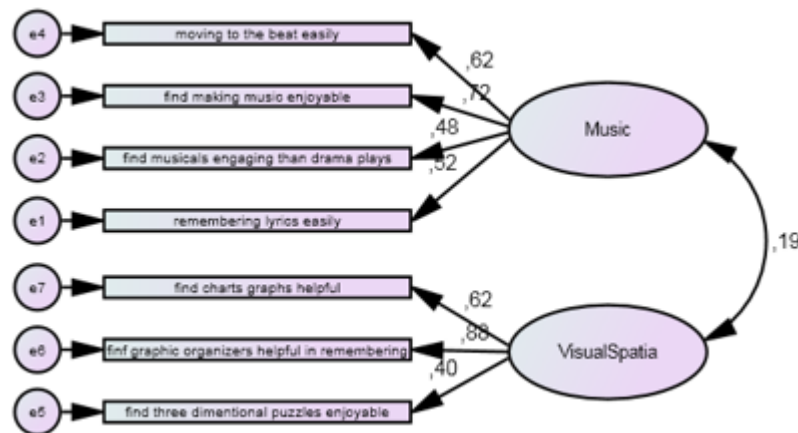 e4
moving to the beat easily
,62
e3
find making music enjoyable
,72
Music
e2
find musicals engaging than drama plays
,48
e1
remembering lyrics easily
,52
,19
e7
find charts graphs helpful
,62
e6
finf graphic organizers helpful in remembering
,88
VisualSpatia
e5
find three dimentional puzzles enjoyable
,40